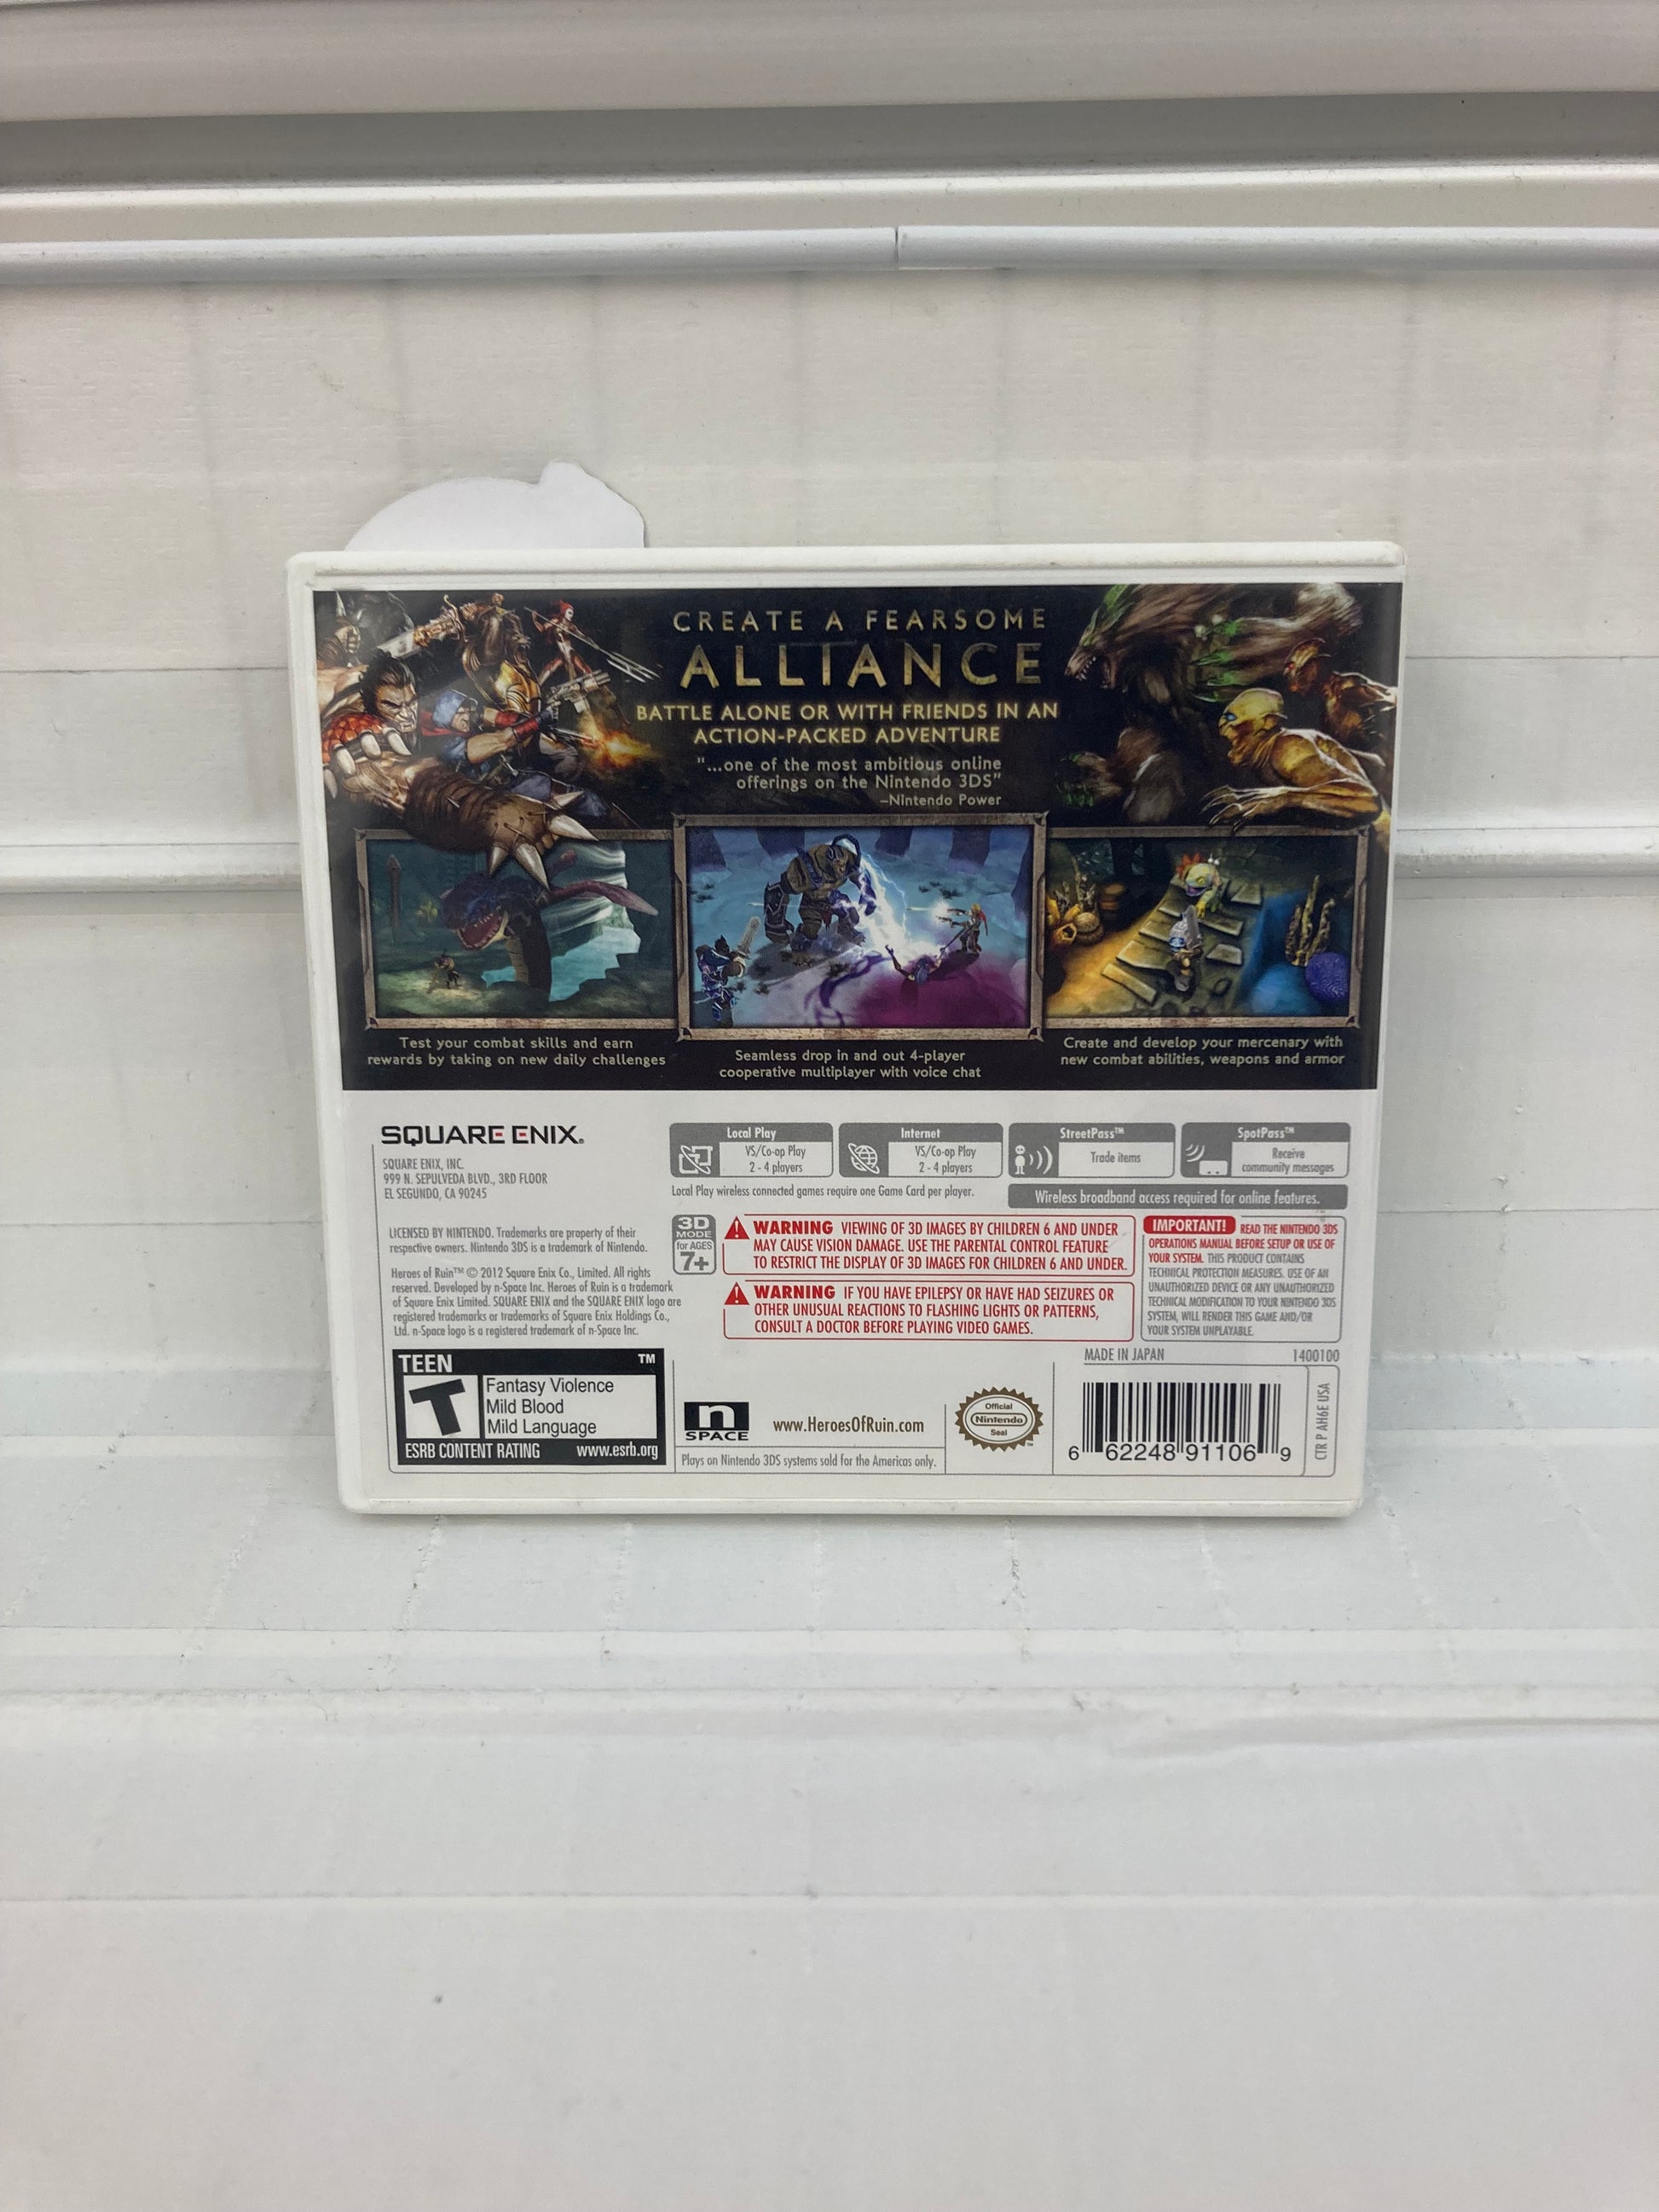 CREATE A FEARSOME
ALLIANCE
BATTLE ALONE OR WITH FRIENDS IN AN
ACTION-PACKED ADVENTURE
"...one of the most ambitious online
offerings on the Nintendo 3DS"
–Nintendo Power
Test your combat skills and earn
rewards by taking on new daily challenges
Seamless drop in and out 4-player
cooperative multiplayer with voice chat
Create and develop your mercenary with
new combat abilities, weapons and armor
SQUARE ENIX®
SQUARE ENIX, INC.
999 N. SEPULVEDA BLVD., 3RD FLOOR
EL SEGUNDO, CA 90245
Local Play
VS/Co-op Play
2 - 4 players
Internet
VS/Co-op Play
2 - 4 players
StreetPass™
Trade items
SpotPass™
Receive
community messages
Local Play wireless connected games require one Game Card per player.
Wireless broadband access required for online features.
LICENSED BY NINTENDO. Trademarks are property of their
respective owners. Nintendo 3DS is a trademark of Nintendo.
Heroes of Ruin™ © 2012 Square Enix Co., Limited. All rights
reserved. Developed by n-Space Inc. Heroes of Ruin is a trademark
of Square Enix Limited. SQUARE ENIX and the SQUARE ENIX logo are
registered trademarks or trademarks of Square Enix Holdings Co.,
Ltd. n-Space logo is a registered trademark of n-Space Inc.
3D
MODE
for AGES
7+
WARNING VIEWING OF 3D IMAGES BY CHILDREN 6 AND UNDER
MAY CAUSE VISION DAMAGE. USE THE PARENTAL CONTROL FEATURE
TO RESTRICT THE DISPLAY OF 3D IMAGES FOR CHILDREN 6 AND UNDER.
WARNING IF YOU HAVE EPILEPSY OR HAVE HAD SEIZURES OR
OTHER UNUSUAL REACTIONS TO FLASHING LIGHTS OR PATTERNS,
CONSULT A DOCTOR BEFORE PLAYING VIDEO GAMES.
IMPORTANT! READ THE NINTENDO 3DS
OPERATIONS MANUAL BEFORE SETUP OR USE OF
YOUR SYSTEM. THIS PRODUCT CONTAINS
TECHNICAL PROTECTION MEASURES. USE OF AN
UNAUTHORIZED DEVICE OR ANY UNAUTHORIZED
TECHNICAL MODIFICATION TO YOUR NINTENDO 3DS
SYSTEM, WILL RENDER THIS GAME AND/OR
YOUR SYSTEM UNPLAYABLE.
MADE IN JAPAN 1400100
TEEN ™
T
Fantasy Violence
Mild Blood
Mild Language
ESRB CONTENT RATING www.esrb.org
n
SPACE
www.HeroesOfRuin.com
Plays on Nintendo 3DS systems sold for the Americas only.
Official
Nintendo
Seal
™
6 62248 91106 9
CTR P AH6E USA